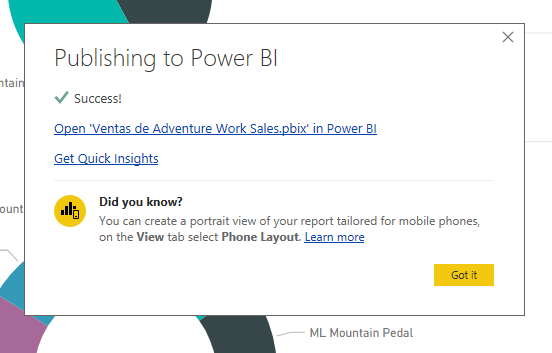 Publishing to Power BI
Success!
Open 'Ventas de Adventure Work Sales.pbix' in Power BI
Get Quick Insights
Did you know?
You can create a portrait view of your report tailored for mobile phones,
on the View tab select Phone Layout. Learn more
Got it
ML Mountain Pedal